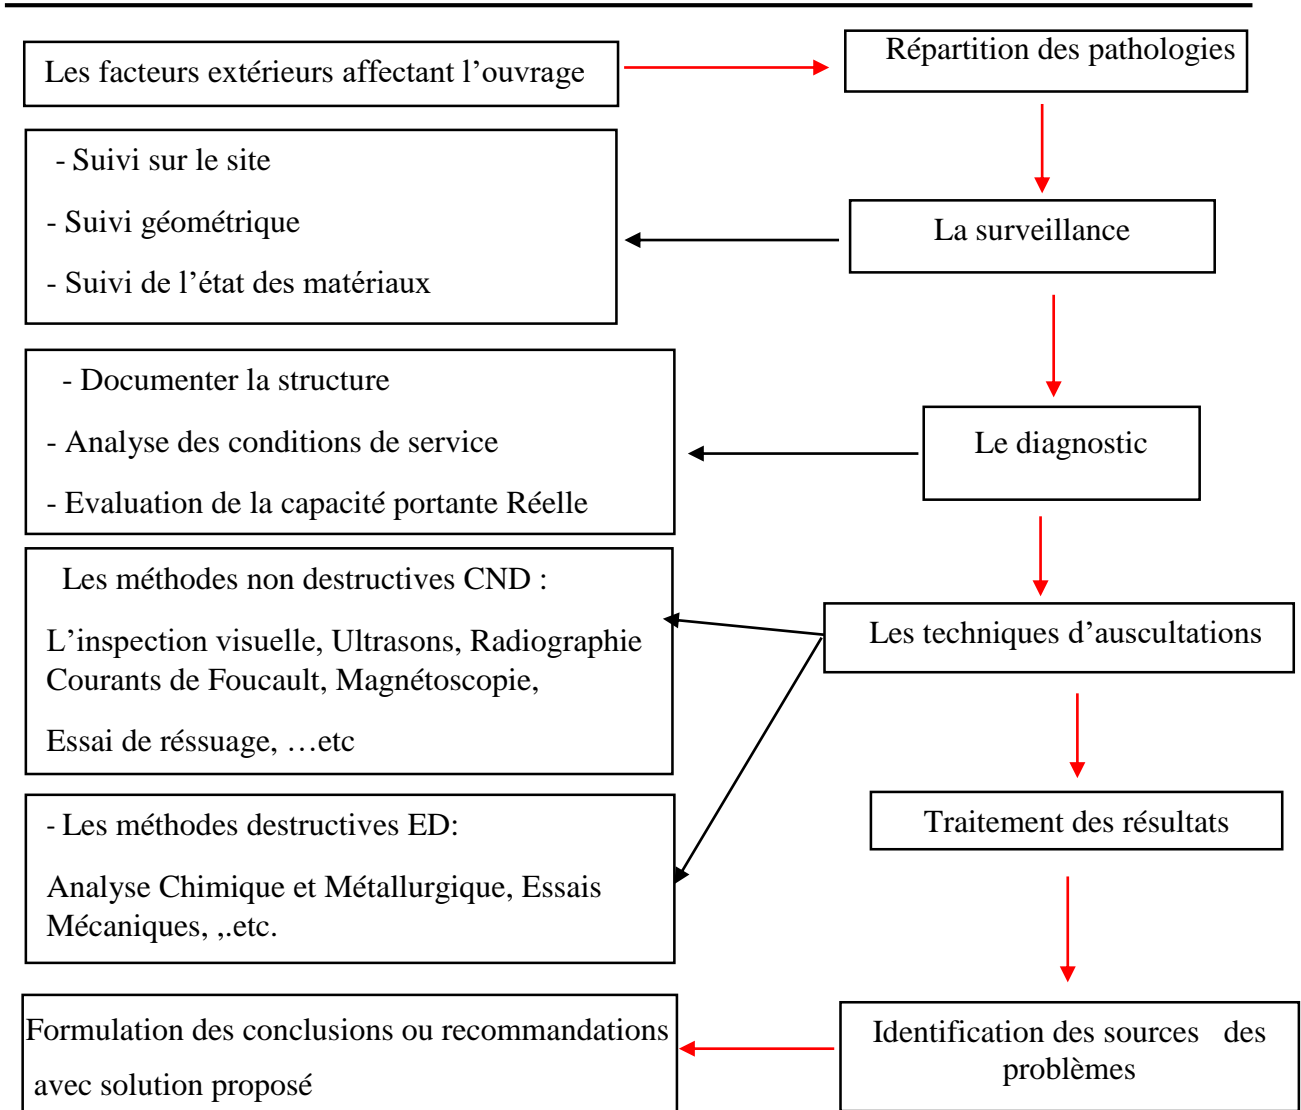 Les facteurs extérieurs affectant l’ouvrage
Répartition des pathologies
- Suivi sur le site
- Suivi géométrique
- Suivi de l’état des matériaux
La surveillance
- Documenter la structure
- Analyse des conditions de service
- Evaluation de la capacité portante Réelle
Le diagnostic
Les méthodes non destructives CND :
L’inspection visuelle, Ultrasons, Radiographie
Courants de Foucault, Magnétoscopie,
Essai de réssuage, …etc
Les techniques d’auscultations
- Les méthodes destructives ED:
Analyse Chimique et Métallurgique, Essais
Mécaniques, ,.etc.
Traitement des résultats
Identification des sources des
problèmes
Formulation des conclusions ou recommandations
avec solution proposé